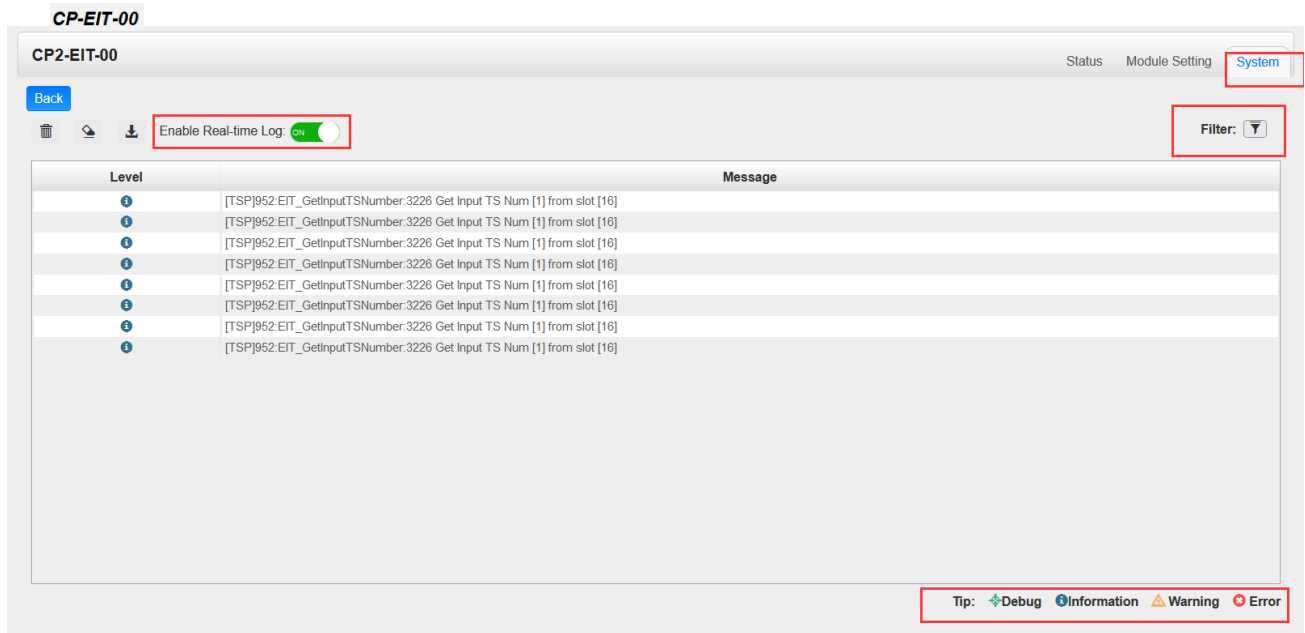 CP-EIT-00
CP2-EIT-00
Status Module Setting System
Back
Enable Real-time Log: ON Filter:
Level Message
[TSP]952:EIT_GetInputTSNumber:3226 Get Input TS Num [1] from slot [16]
[TSP]952:EIT_GetInputTSNumber:3226 Get Input TS Num [1] from slot [16]
[TSP]952:EIT_GetInputTSNumber:3226 Get Input TS Num [1] from slot [16]
[TSP]952:EIT_GetInputTSNumber:3226 Get Input TS Num [1] from slot [16]
[TSP]952:EIT_GetInputTSNumber:3226 Get Input TS Num [1] from slot [16]
[TSP]952:EIT_GetInputTSNumber:3226 Get Input TS Num [1] from slot [16]
[TSP]952:EIT_GetInputTSNumber:3226 Get Input TS Num [1] from slot [16]
[TSP]952:EIT_GetInputTSNumber:3226 Get Input TS Num [1] from slot [16]
Tip: Debug Information Warning Error